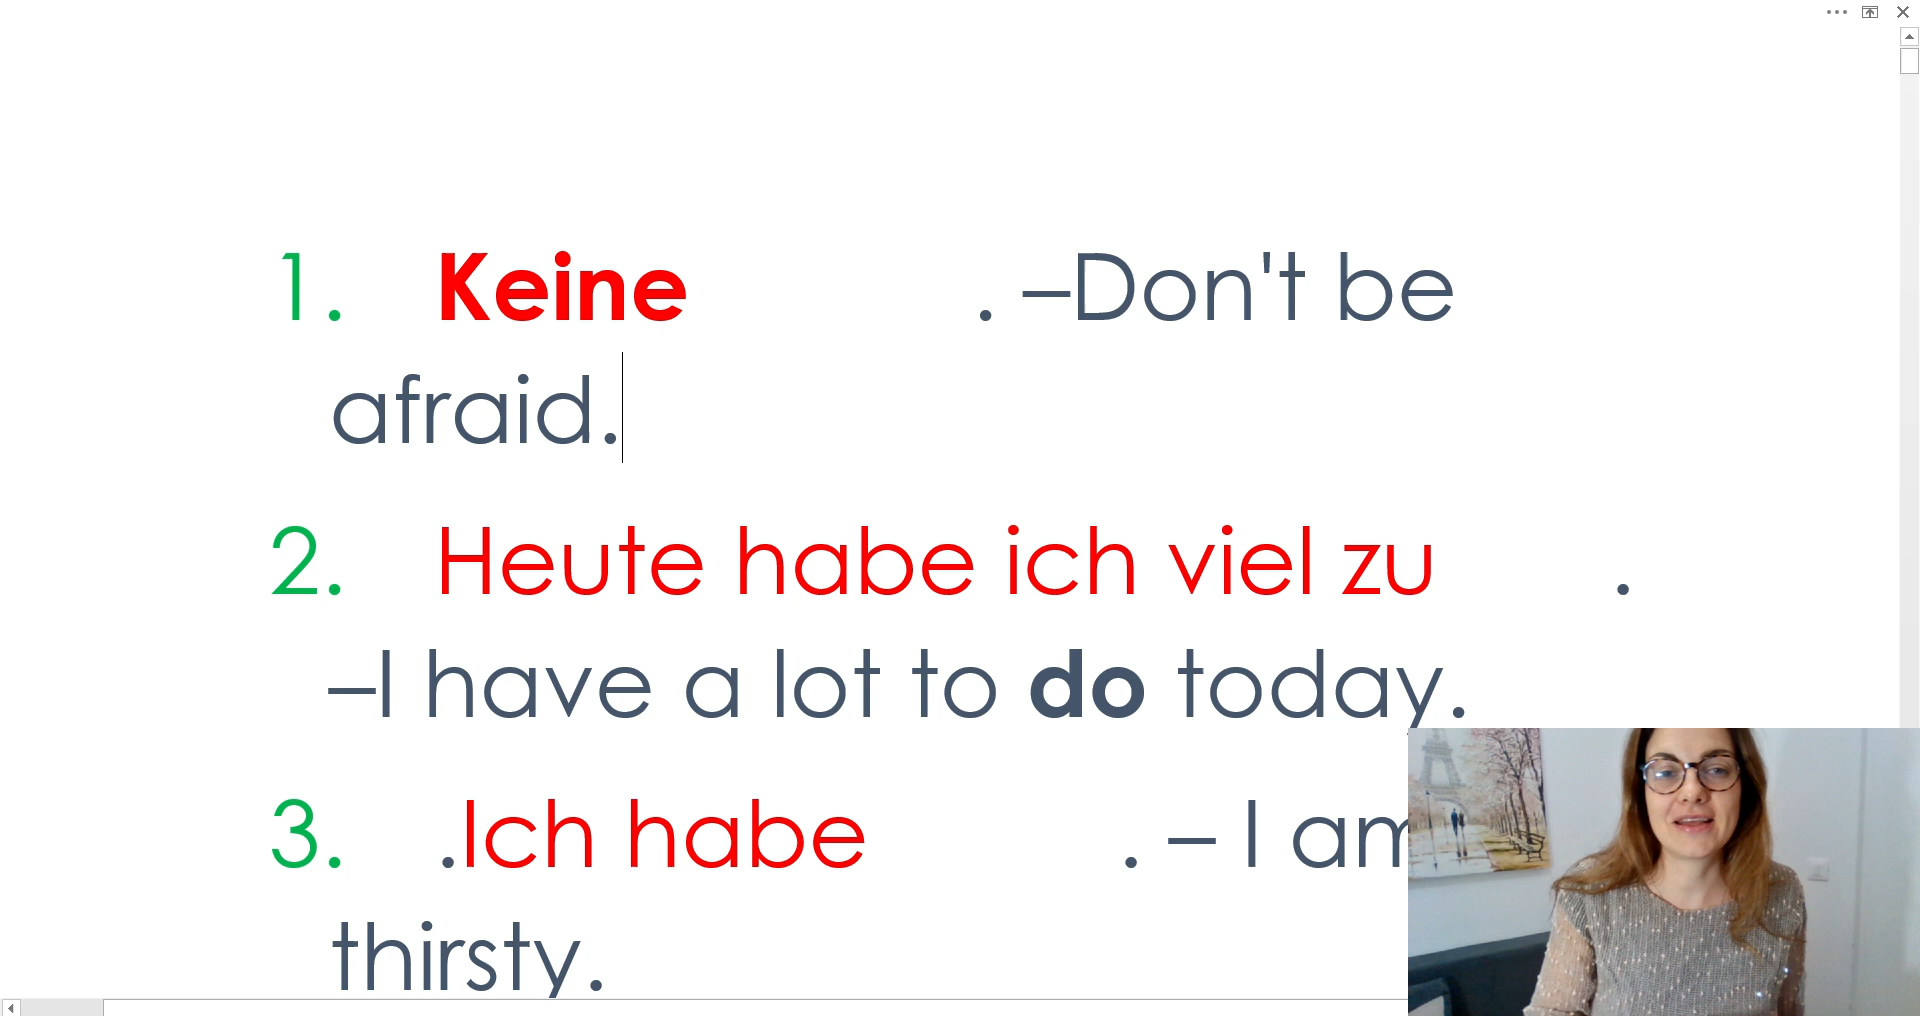 1. Keine . –Don't be
afraid.
2. Heute habe ich viel zu .
–I have a lot to do today.
3. .Ich habe . – I am
thirsty.